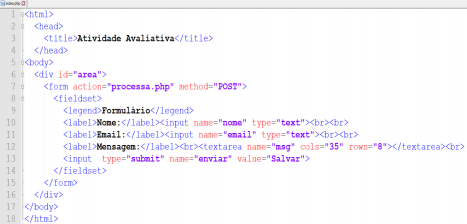 index.php
1 <html>
2 <head>
3 <title>Atividade Avaliativa</title>
4 </head>
5 <body>
6 <div id="area">
7 <form action="processa.php" method="POST">
8 <fieldset>
9 <legend>Formulário</legend>
10 <label>Nome:</label><input name="nome" type="text"><br><br>
11 <label>Email:</label><input name="email" type="text"><br><br>
12 <label>Mensagem:</label><br><textarea name="msg" cols="35" rows="8"></textarea><br>
13 <input  type="submit" name="enviar" value="Salvar">
14 </fieldset>
15 </form>
16 </div>
17 </body>
18 </html>